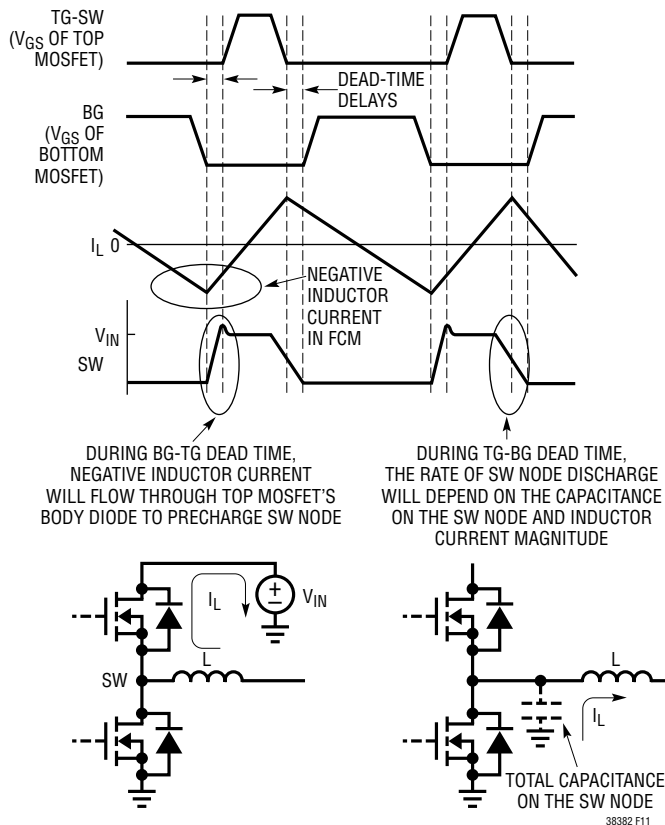 TG-SW
(VGS OF TOP
MOSFET)
DEAD-TIME
DELAYS
BG
(VGS OF
BOTTOM
MOSFET)
IL 0
NEGATIVE
INDUCTOR
CURRENT
IN FCM
VIN
SW
DURING BG-TG DEAD TIME,
NEGATIVE INDUCTOR CURRENT
WILL FLOW THROUGH TOP MOSFET'S
BODY DIODE TO PRECHARGE SW NODE
DURING TG-BG DEAD TIME,
THE RATE OF SW NODE DISCHARGE
WILL DEPEND ON THE CAPACITANCE
ON THE SW NODE AND INDUCTOR
CURRENT MAGNITUDE
IL
+
–
VIN
L
SW
L
IL
TOTAL CAPACITANCE
ON THE SW NODE
38382 F11